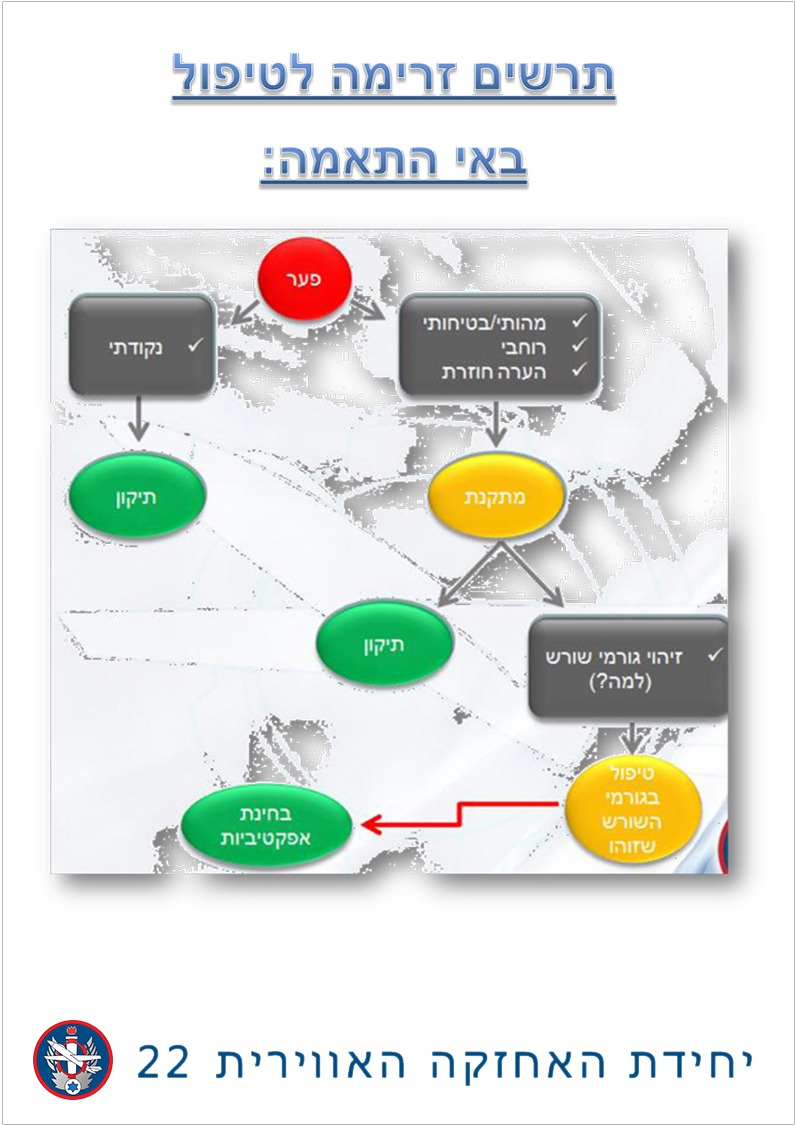 תרשים זרימה לטיפול
באי התאמה:
פער
✓ מהותי/בטיחותי
✓ רוחבי
✓ הערה חוזרת
✓ נקודתי
מתקנת
תיקון
תיקון
✓ זיהוי גורמי שורש
(למה?)
טיפול
בגורמי
השורש
שזוהו
בחינת
אפקטיביות
יחידת האחזקה האווירית 22